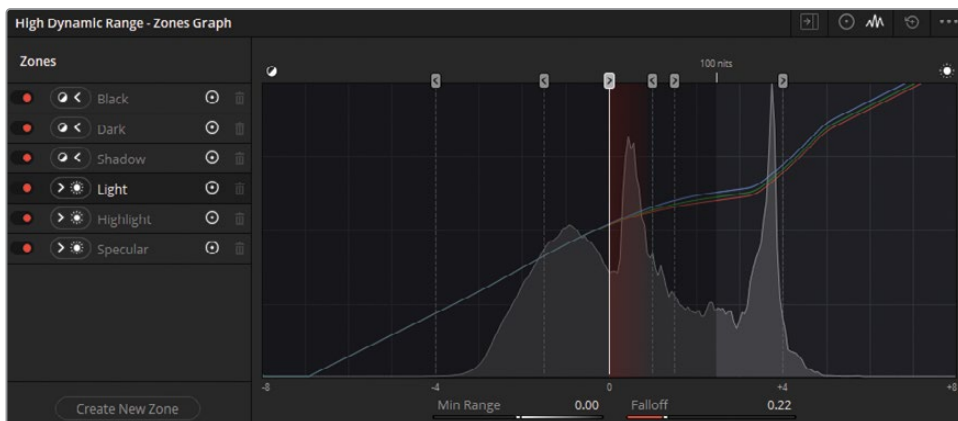 High Dynamic Range - Zones Graph
Zones
Black
Dark
Shadow
Light
Highlight
Specular
Create New Zone
100 nits
-8 -4 0 +4 +8
Min Range 0.00 Falloff 0.22